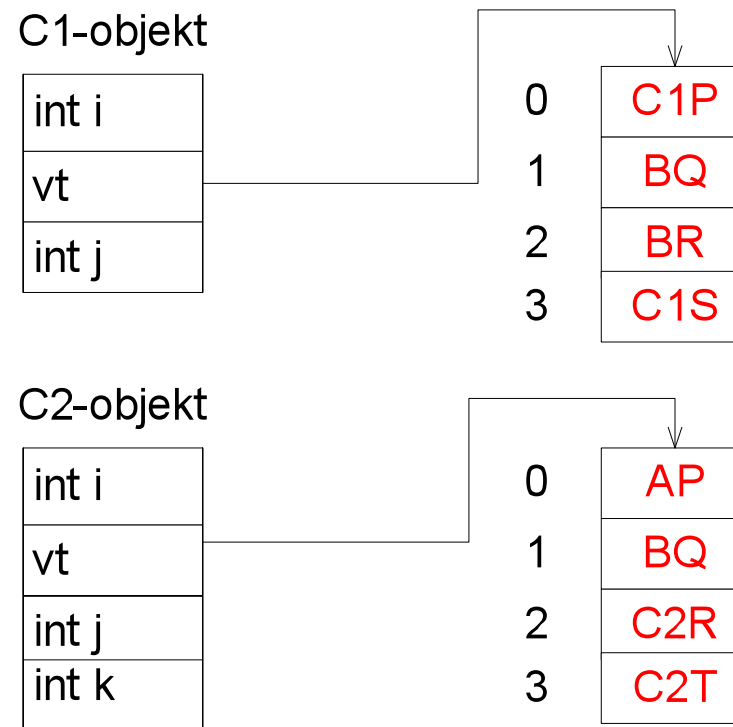 C1-objekt
int i
vt
int j
0 C1P
1 BQ
2 BR
3 C1S
C2-objekt
int i
vt
int j
int k
0 AP
1 BQ
2 C2R
3 C2T